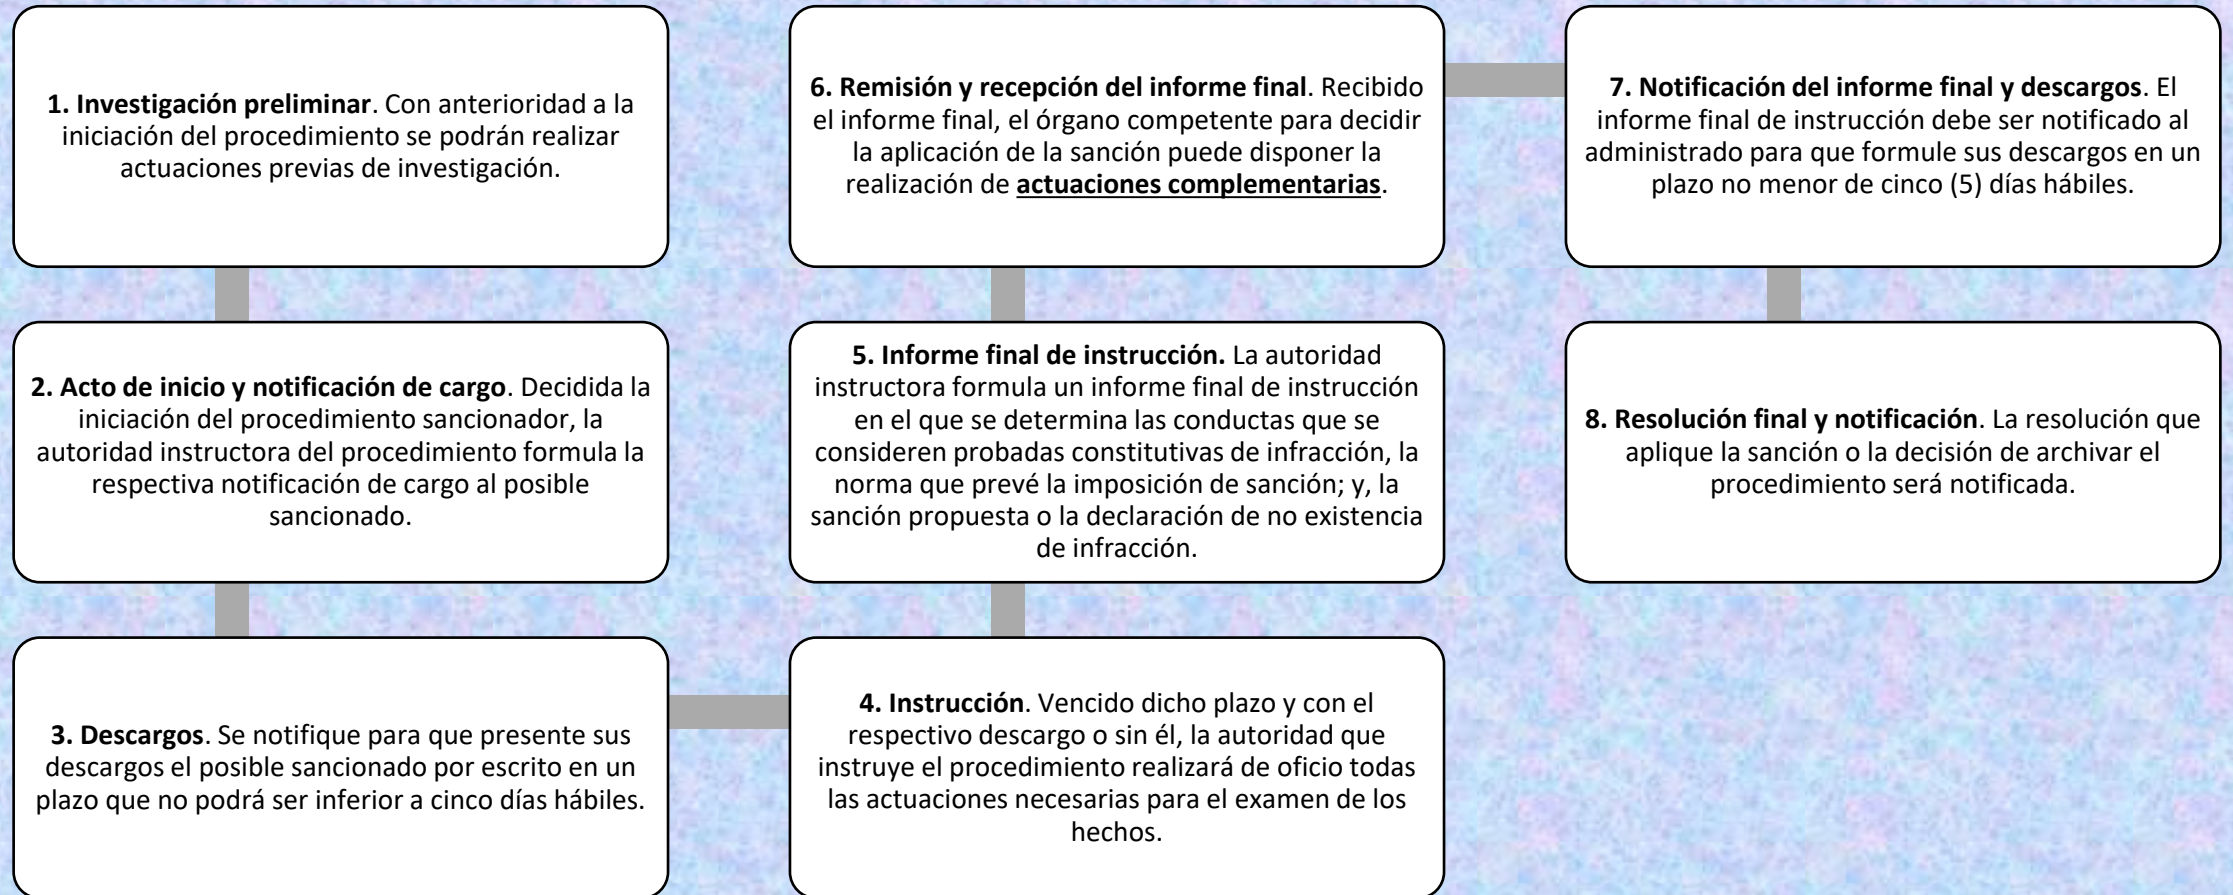 1. Investigación preliminar. Con anterioridad a la
iniciación del procedimiento se podrán realizar
actuaciones previas de investigación.
2. Acto de inicio y notificación de cargo. Decidida la
iniciación del procedimiento sancionador, la
autoridad instructora del procedimiento formula la
respectiva notificación de cargo al posible
sancionado.
3. Descargos. Se notifique para que presente sus
descargos el posible sancionado por escrito en un
plazo que no podrá ser inferior a cinco días hábiles.
4. Instrucción. Vencido dicho plazo y con el
respectivo descargo o sin él, la autoridad que
instruye el procedimiento realizará de oficio todas
las actuaciones necesarias para el examen de los
hechos.
5. Informe final de instrucción. La autoridad
instructora formula un informe final de instrucción
en el que se determina las conductas que se
consideren probadas constitutivas de infracción, la
norma que prevé la imposición de sanción; y, la
sanción propuesta o la declaración de no existencia
de infracción.
6. Remisión y recepción del informe final. Recibido
el informe final, el órgano competente para decidir
la aplicación de la sanción puede disponer la
realización de actuaciones complementarias.
7. Notificación del informe final y descargos. El
informe final de instrucción debe ser notificado al
administrado para que formule sus descargos en un
plazo no menor de cinco (5) días hábiles.
8. Resolución final y notificación. La resolución que
aplique la sanción o la decisión de archivar el
procedimiento será notificada.